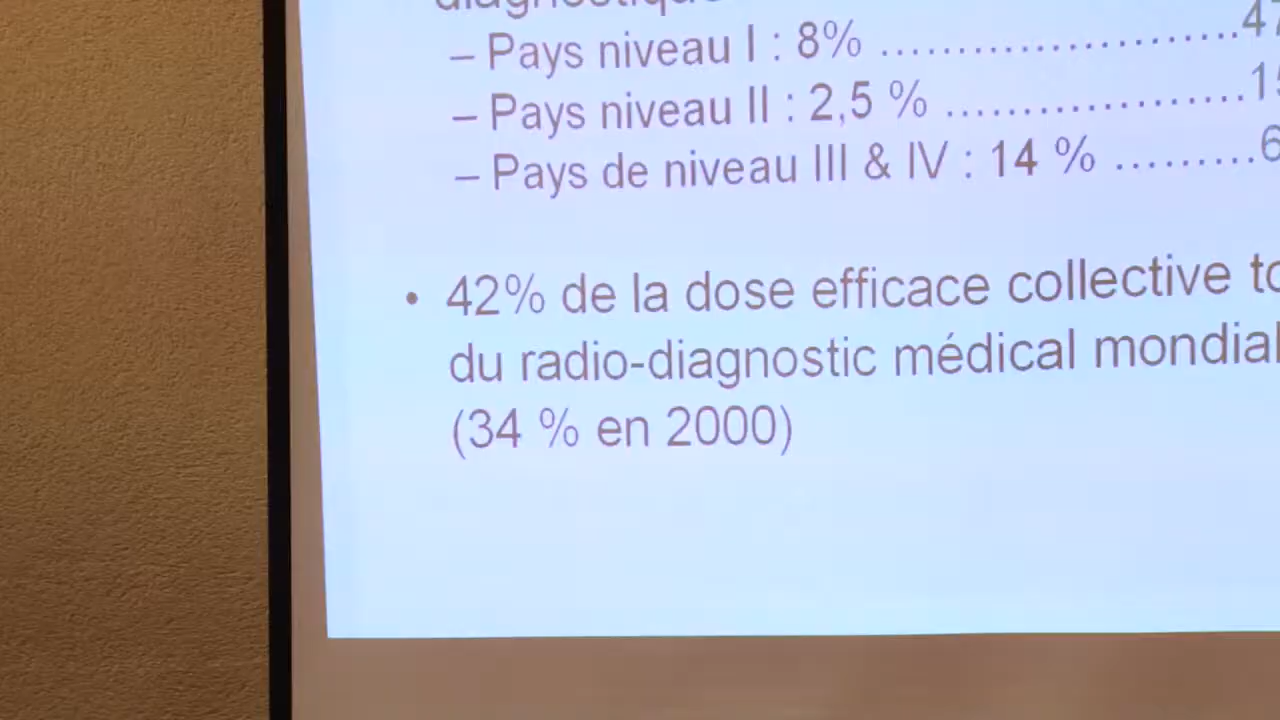 – Pays niveau I : 8% ........................
– Pays niveau II : 2,5 % ....................
– Pays de niveau III & IV : 14 % .........
• 42% de la dose efficace collective
du radio-diagnostic médical
(34 % en 2000)